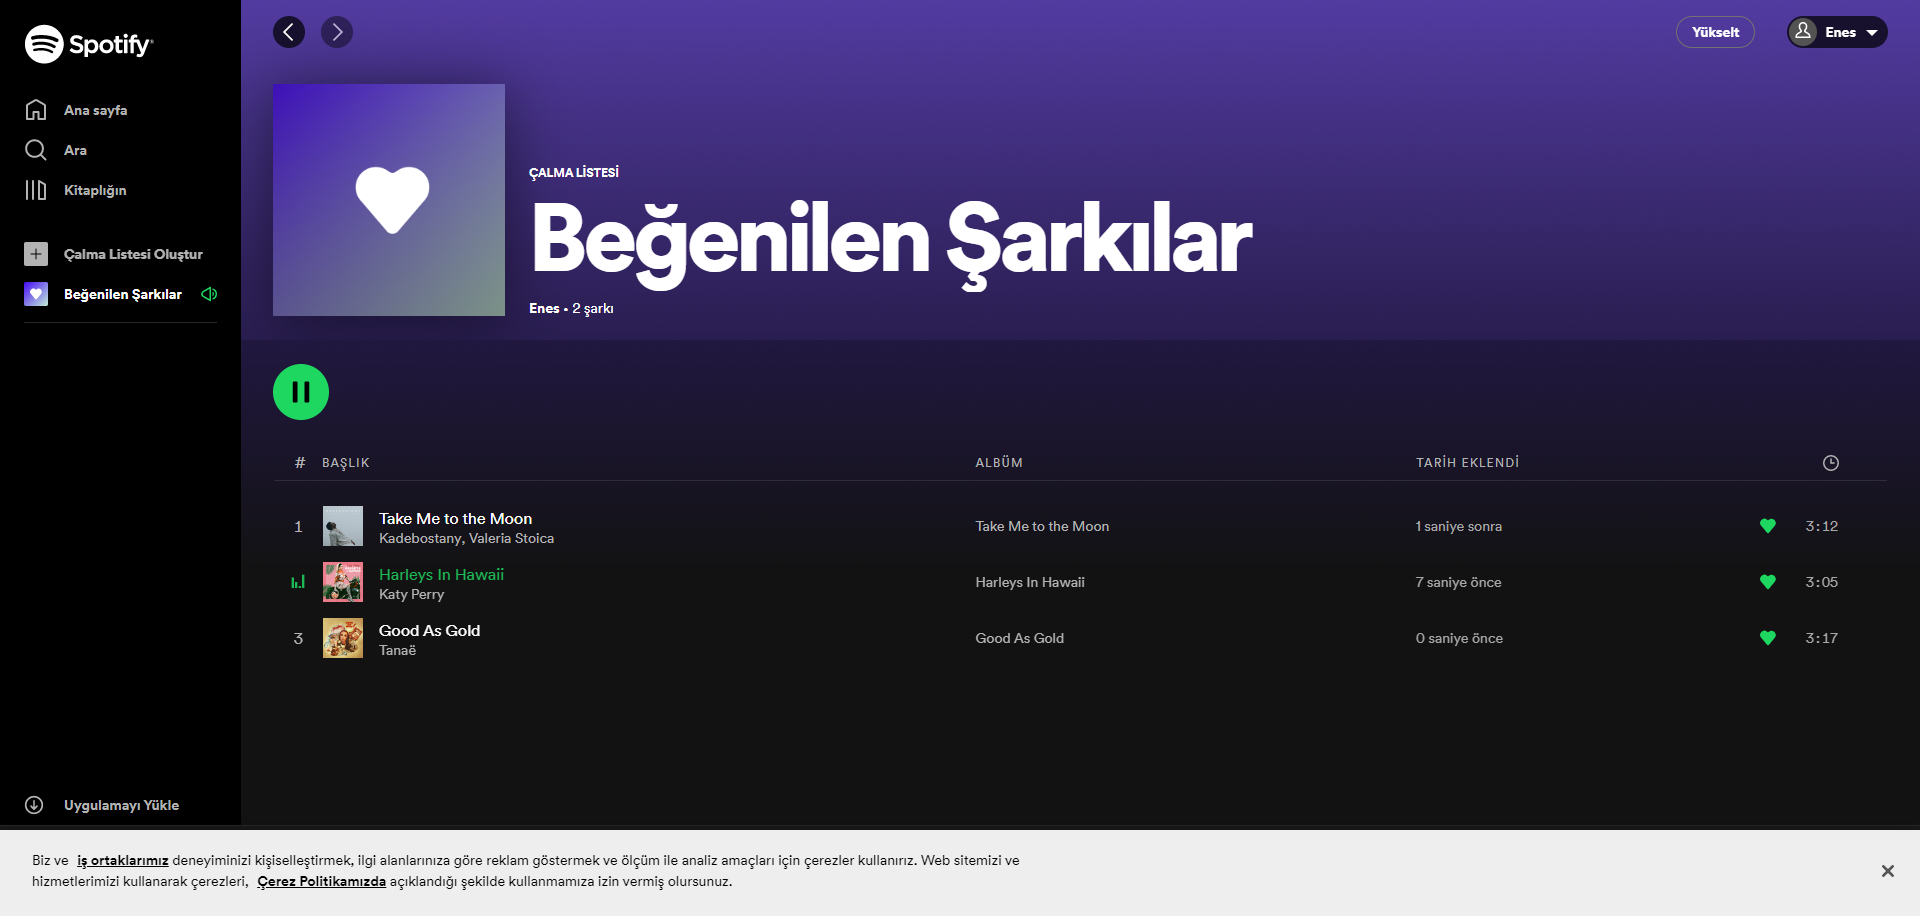 Spotify
Yükselt
Enes
Ana sayfa
Ara
Kitaplığın
Çalma Listesi Oluştur
Beğenilen Şarkılar
ÇALMA LİSTESİ
Beğenilen Şarkılar
Enes • 2 şarkı
# BAŞLIK ALBÜM TARİH EKLENDİ
1 Take Me to the Moon Take Me to the Moon 1 saniye sonra 3:12
Kadebostany, Valeria Stoica
Harleys In Hawaii Harleys In Hawaii 7 saniye önce 3:05
Katy Perry
3 Good As Gold Good As Gold 0 saniye önce 3:17
Tanaë
Uygulamayı Yükle
Biz ve iş ortaklarımız deneyiminizi kişiselleştirmek, ilgi alanlarınıza göre reklam göstermek ve ölçüm ile analiz amaçları için çerezler kullanırız. Web sitemizi ve
hizmetlerimizi kullanarak çerezleri, Çerez Politikamızda açıklandığı şekilde kullanmamıza izin vermiş olursunuz.